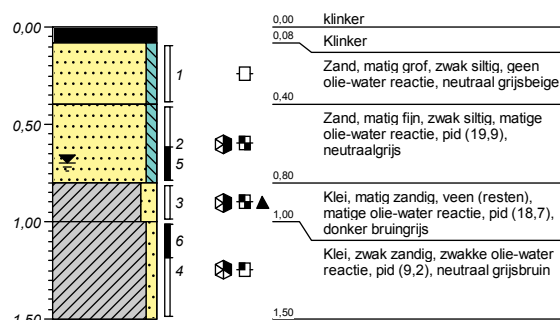 0,00
0,50
1,00
1,50
1
2
5
3
6
4
0,00 klinker
0,08 Klinker
Zand, matig grof, zwak siltig, geen
olie-water reactie, neutraal grijsbeige
0,40
Zand, matig fijn, zwak siltig, matige
olie-water reactie, pid (19,9),
neutraalgrijs
0,80
Klei, matig zandig, veen (resten),
matige olie-water reactie, pid (18,7),
1,00 donker bruingrijs
Klei, zwak zandig, zwakke olie-water
reactie, pid (9,2), neutraal grijsbruin
1,50